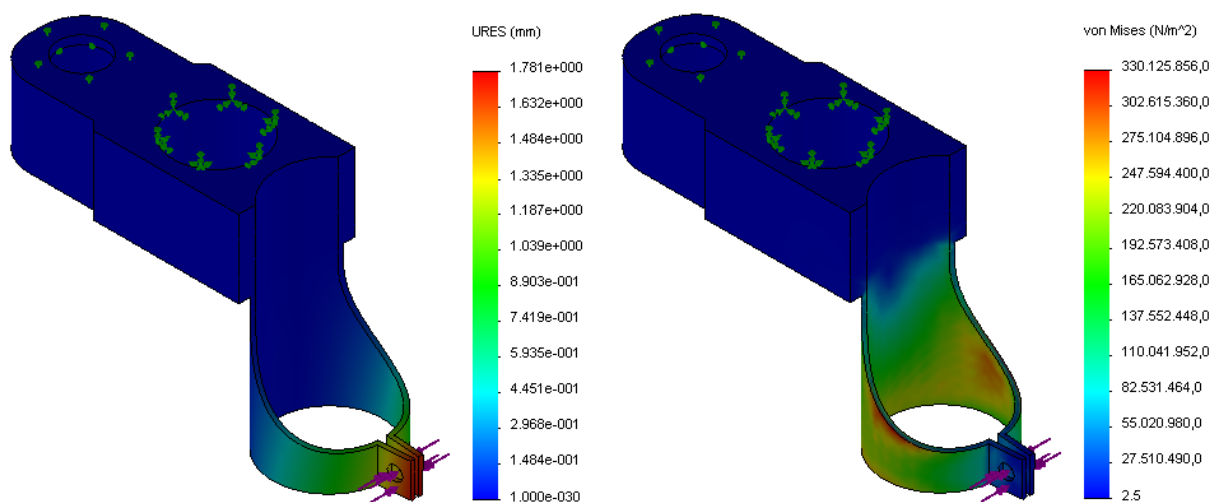 URES (mm)
1.781e+000
1.632e+000
1.484e+000
1.335e+000
1.187e+000
1.039e+000
8.903e-001
7.419e-001
5.935e-001
4.451e-001
2.968e-001
1.484e-001
1.000e-030
von Mises (N/m^2)
330.125.856,0
302.615.360,0
275.104.896,0
247.594.400,0
220.083.904,0
192.573.408,0
165.062.928,0
137.552.448,0
110.041.952,0
82.531.464,0
55.020.980,0
27.510.490,0
2.5